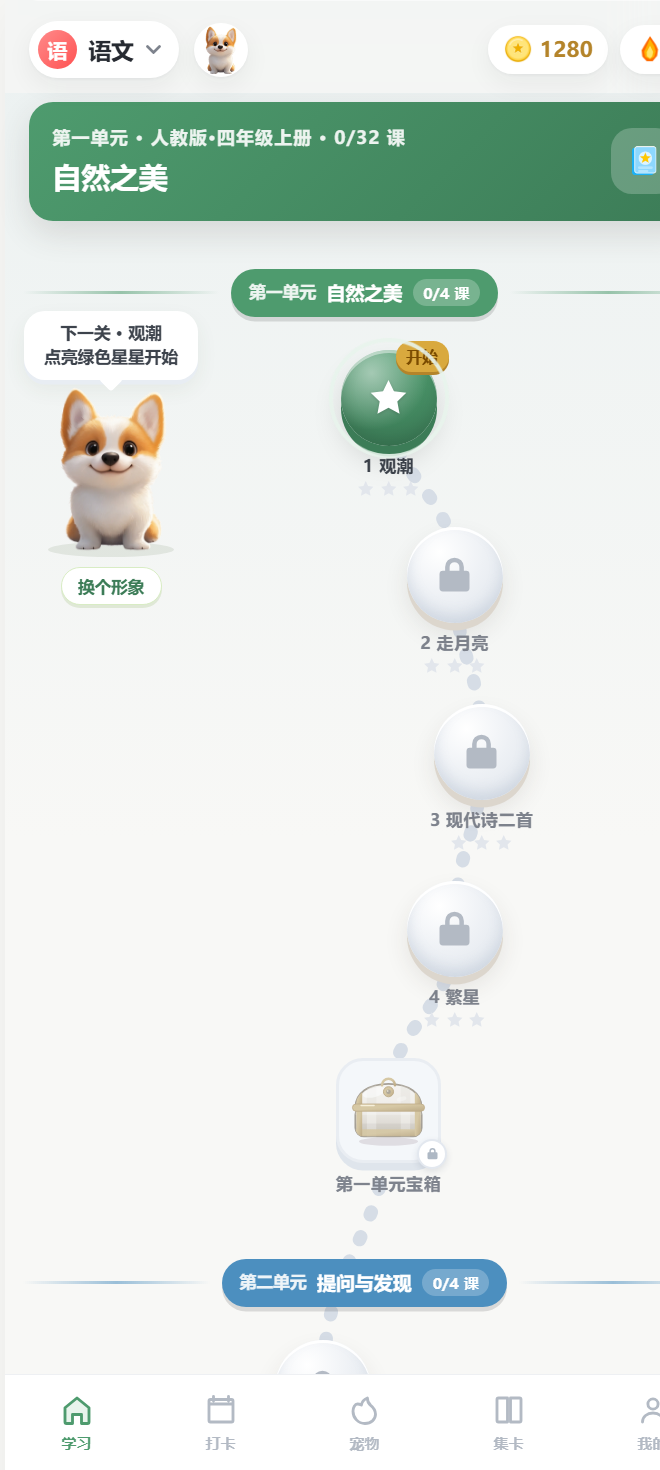 语 语文
1280
第一单元 • 人教版·四年级上册 • 0/32 课
自然之美
第一单元 自然之美 0/4 课
下一关 • 观潮
点亮绿色星星开始
开始
1 观潮
换个形象
2 走月亮
3 现代诗二首
4 繁星
第一单元宝箱
第二单元 提问与发现 0/4 课
学习 打卡 宠物 集卡 我的